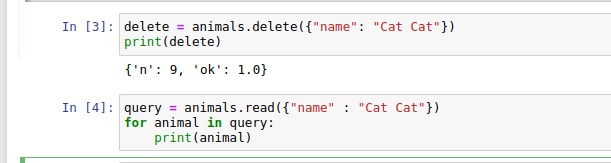 In [3]: delete = animals.delete({"name": "Cat Cat"})
print(delete)
{'n': 9, 'ok': 1.0}
In [4]: query = animals.read({"name" : "Cat Cat"})
for animal in query:
    print(animal)